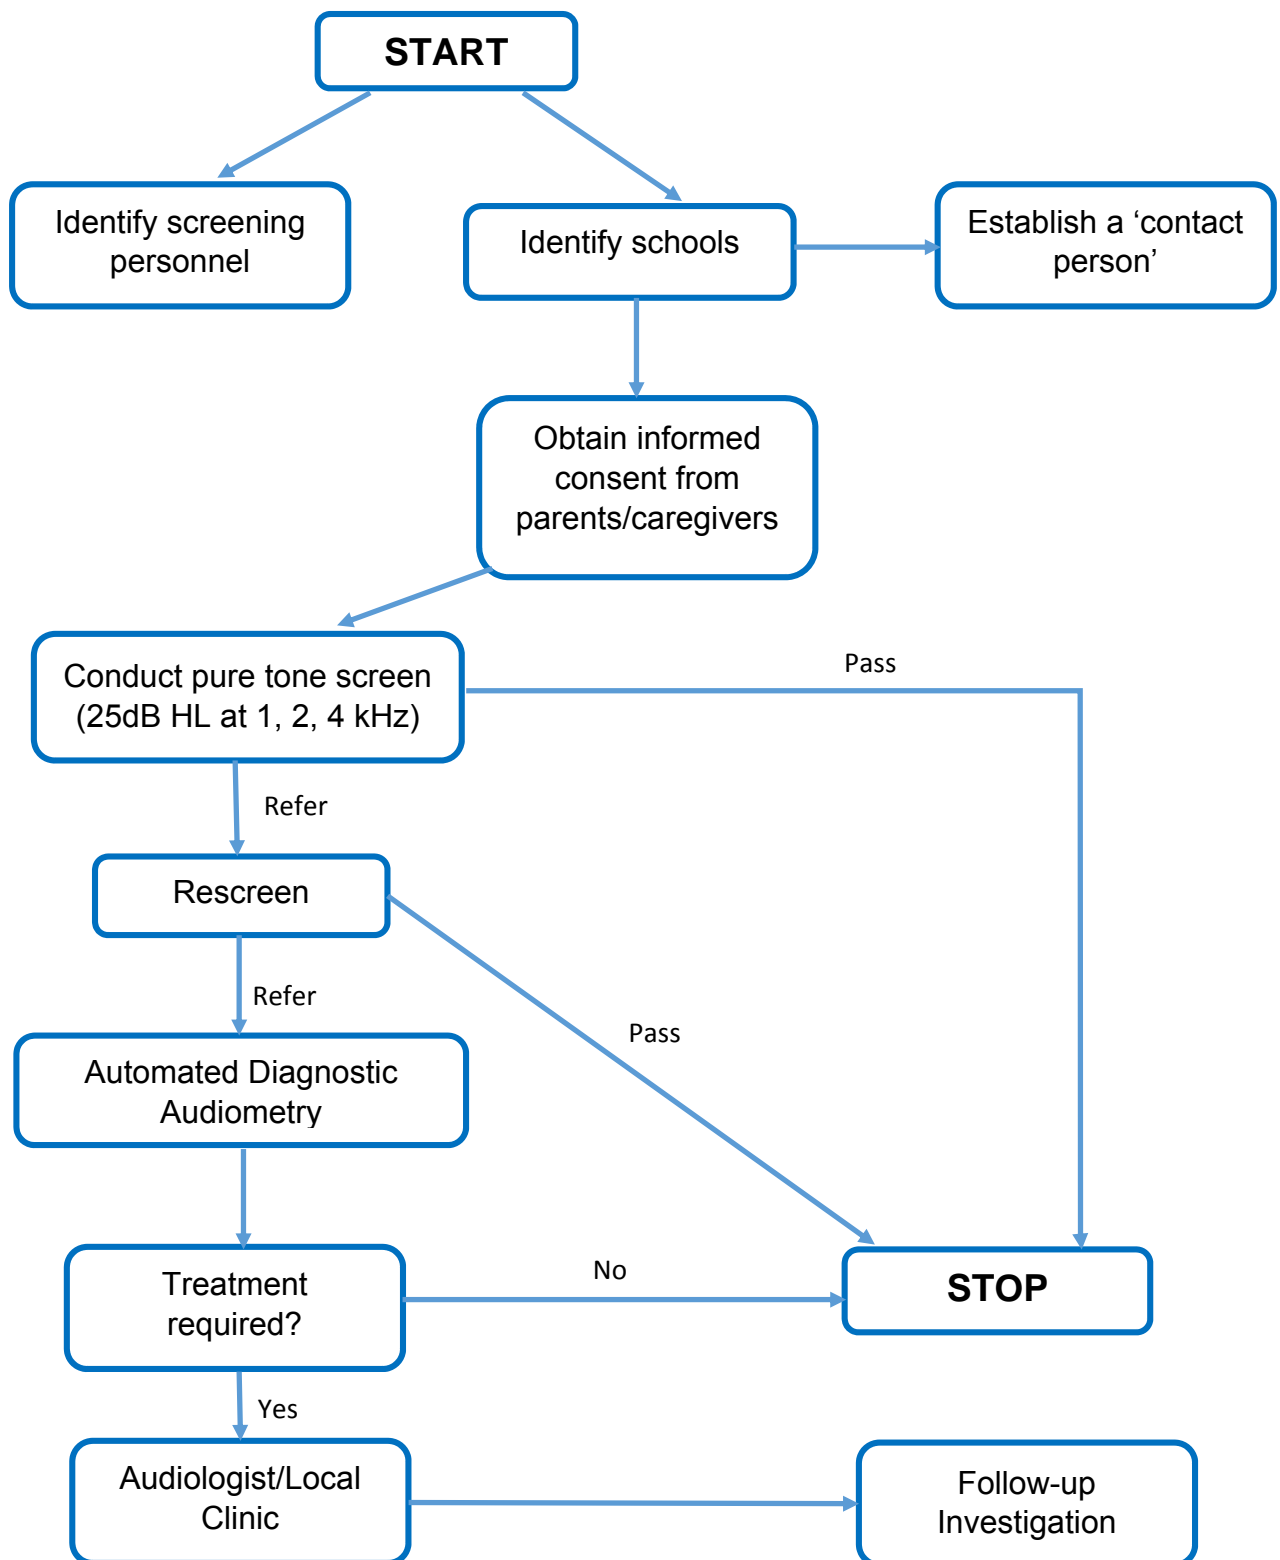 START
Identify screening
personnel
Identify schools
Establish a ‘contact
person’
Obtain informed
consent from
parents/caregivers
Conduct pure tone screen
(25dB HL at 1, 2, 4 kHz)
Pass
Refer
Rescreen
Refer
Pass
Automated Diagnostic
Audiometry
Treatment
required?
No
STOP
Yes
Audiologist/Local
Clinic
Follow-up
Investigation